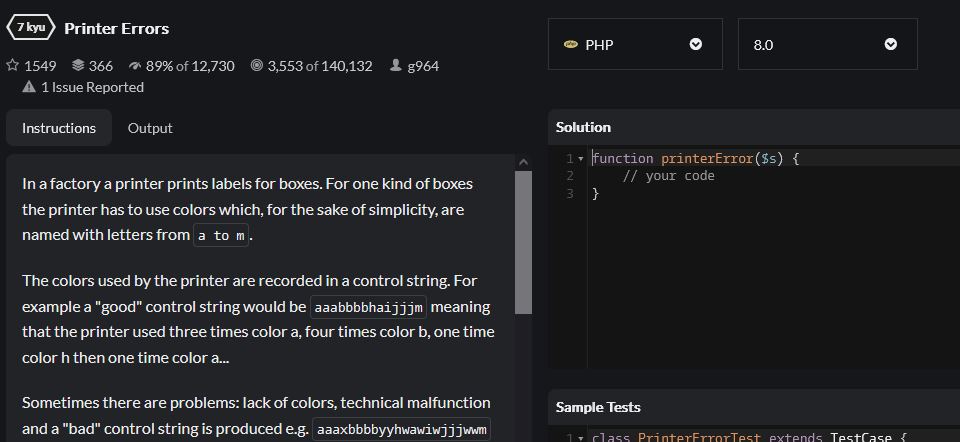 7 kyu Printer Errors
1549 366 89% of 12,730 3,553 of 140,132 g964
1 Issue Reported
Instructions Output
In a factory a printer prints labels for boxes. For one kind of boxes
the printer has to use colors which, for the sake of simplicity, are
named with letters from a to m.
The colors used by the printer are recorded in a control string. For
example a "good" control string would be aaabbbbhaijjjm meaning
that the printer used three times color a, four times color b, one time
color h then one time color a...
Sometimes there are problems: lack of colors, technical malfunction
and a "bad" control string is produced e.g. aaaxbbbbyyhwawiwjjjwwm
php PHP 8.0
Solution
1 function printerError($s) {
2 // your code
3 }
Sample Tests
1 class PrinterErrorTest extends TestCase {